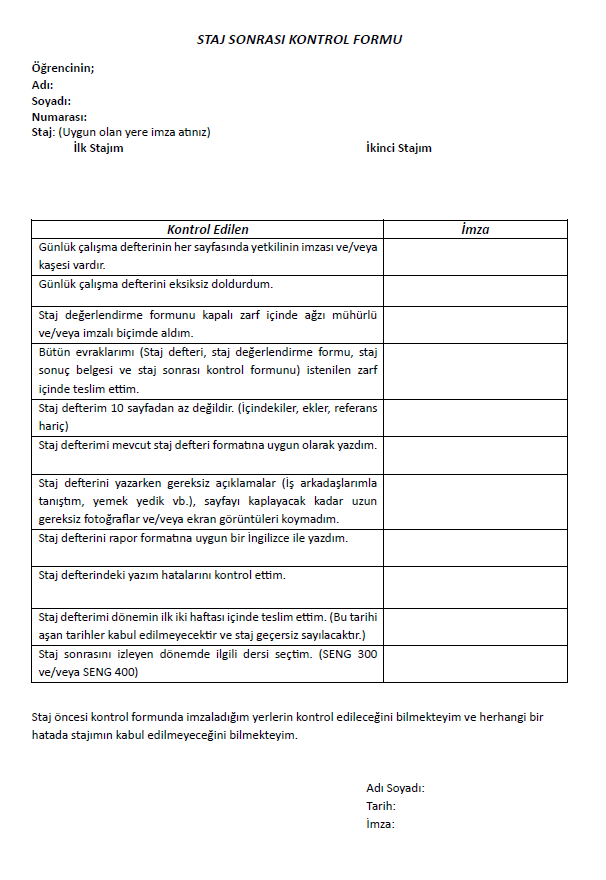 STAJ SONRASI KONTROL FORMU
Öğrencinin;
Adı:
Soyadı:
Numarası:
Staj: (Uygun olan yere imza atınız)
İlk Stajım İkinci Stajım
Kontrol Edilen İmza
Günlük çalışma defterinin her sayfasında yetkilinin imzası ve/veya
kaşesi vardır.
Günlük çalışma defterini eksiksiz doldurdum.
Staj değerlendirme formunu kapalı zarf içinde ağzı mühürlü
ve/veya imzalı biçimde aldım.
Bütün evraklarımı (Staj defteri, staj değerlendirme formu, staj
sonuç belgesi ve staj sonrası kontrol formunu) istenilen zarf
içinde teslim ettim.
Staj defterim 10 sayfadan az değildir. (İçindekiler, ekler, referans
hariç)
Staj defterimi mevcut staj defteri formatına uygun olarak yazdım.
Staj defterini yazarken gereksiz açıklamalar (İş arkadaşlarımla
tanıştım, yemek yedik vb.), sayfayı kaplayacak kadar uzun
gereksiz fotoğraflar ve/veya ekran görüntüleri koymadım.
Staj defterini rapor formatına uygun bir İngilizce ile yazdım.
Staj defterindeki yazım hatalarını kontrol ettim.
Staj defterimi dönemin ilk iki haftası içinde teslim ettim. (Bu tarihi
aşan tarihler kabul edilmeyecektir ve staj geçersiz sayılacaktır.)
Staj sonrasını izleyen dönemde ilgili dersi seçtim. (SENG 300
ve/veya SENG 400)
Staj öncesi kontrol formunda imzaladığım yerlerin kontrol edileceğini bilmekteyim ve herhangi bir
hatada stajımın kabul edilmeyeceğini bilmekteyim.
Adı Soyadı:
Tarih:
İmza: